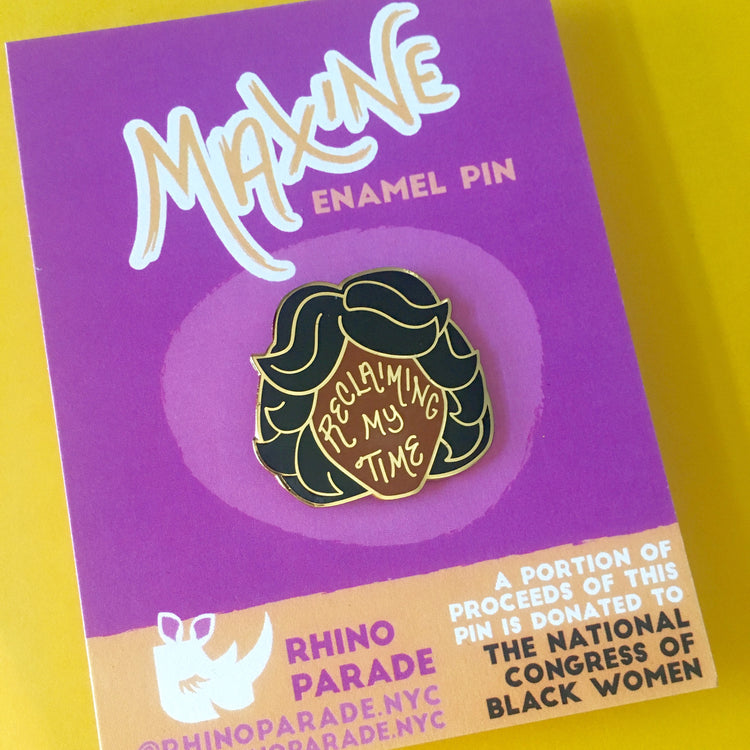 MAXINE
ENAMEL PIN
RECLAIMING
MY
TIME
RHINO
PARADE
@RHINOPARADE.NYC
RHINOPARADE.NYC
A PORTION OF
PROCEEDS OF THIS
PIN IS DONATED TO
THE NATIONAL
CONGRESS OF
BLACK WOMEN